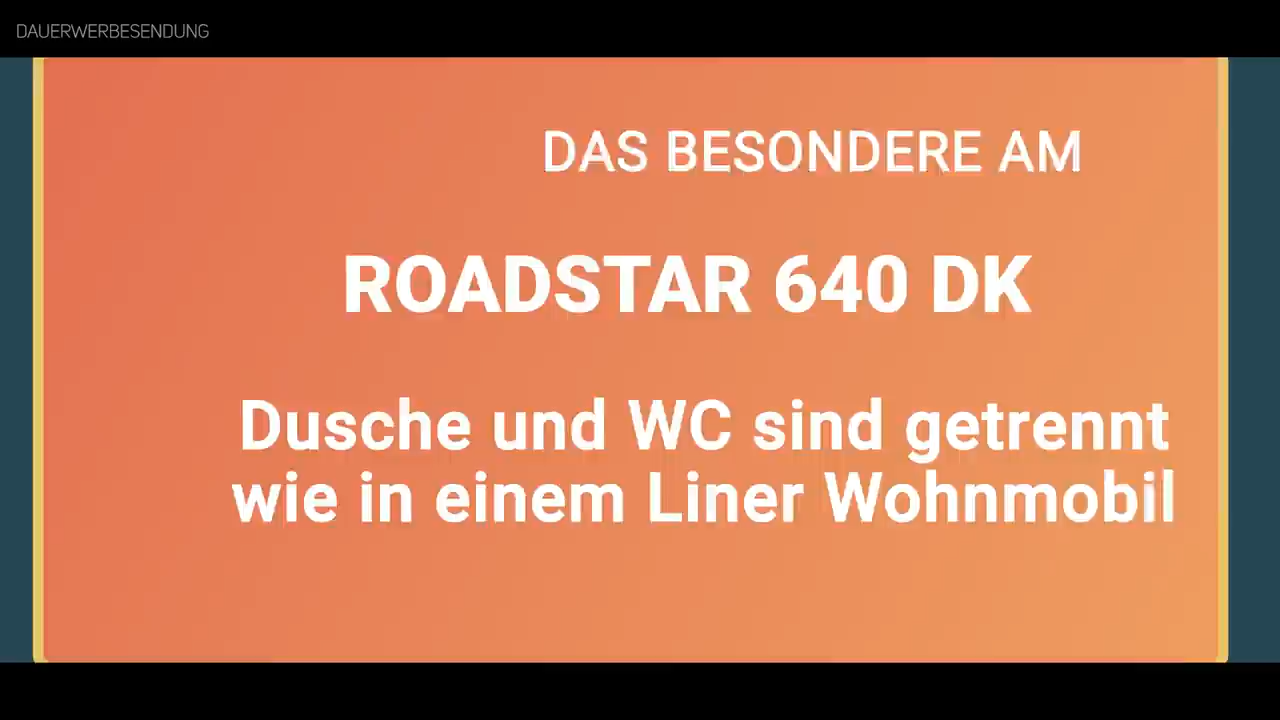 DAUERWERBESENDUNG
DAS BESONDERE AM
ROADSTAR 640 DK
Dusche und WC sind getrennt
wie in einem Liner Wohnmobil